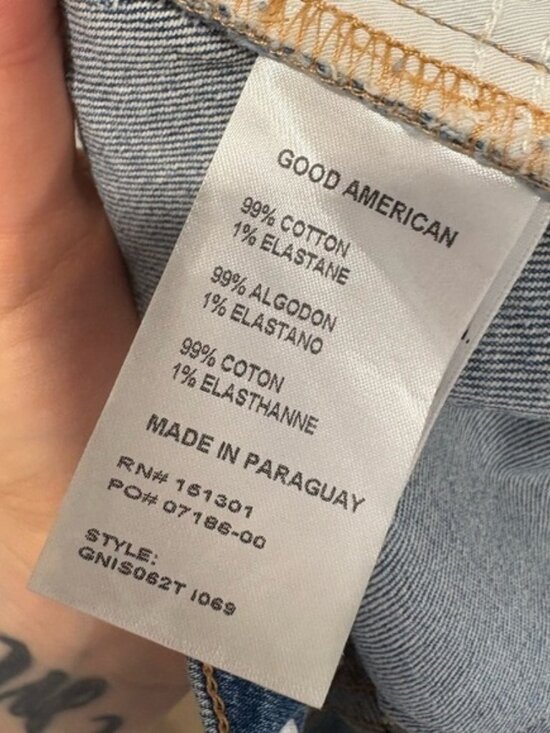 GOOD AMERICAN
99% COTTON
1% ELASTANE
99% ALGODON
1% ELASTANO
99% COTON
1% ELASTHANNE
MADE IN PARAGUAY
RN# 151301
PO# 07186-00
STYLE:
GNIS062T I069